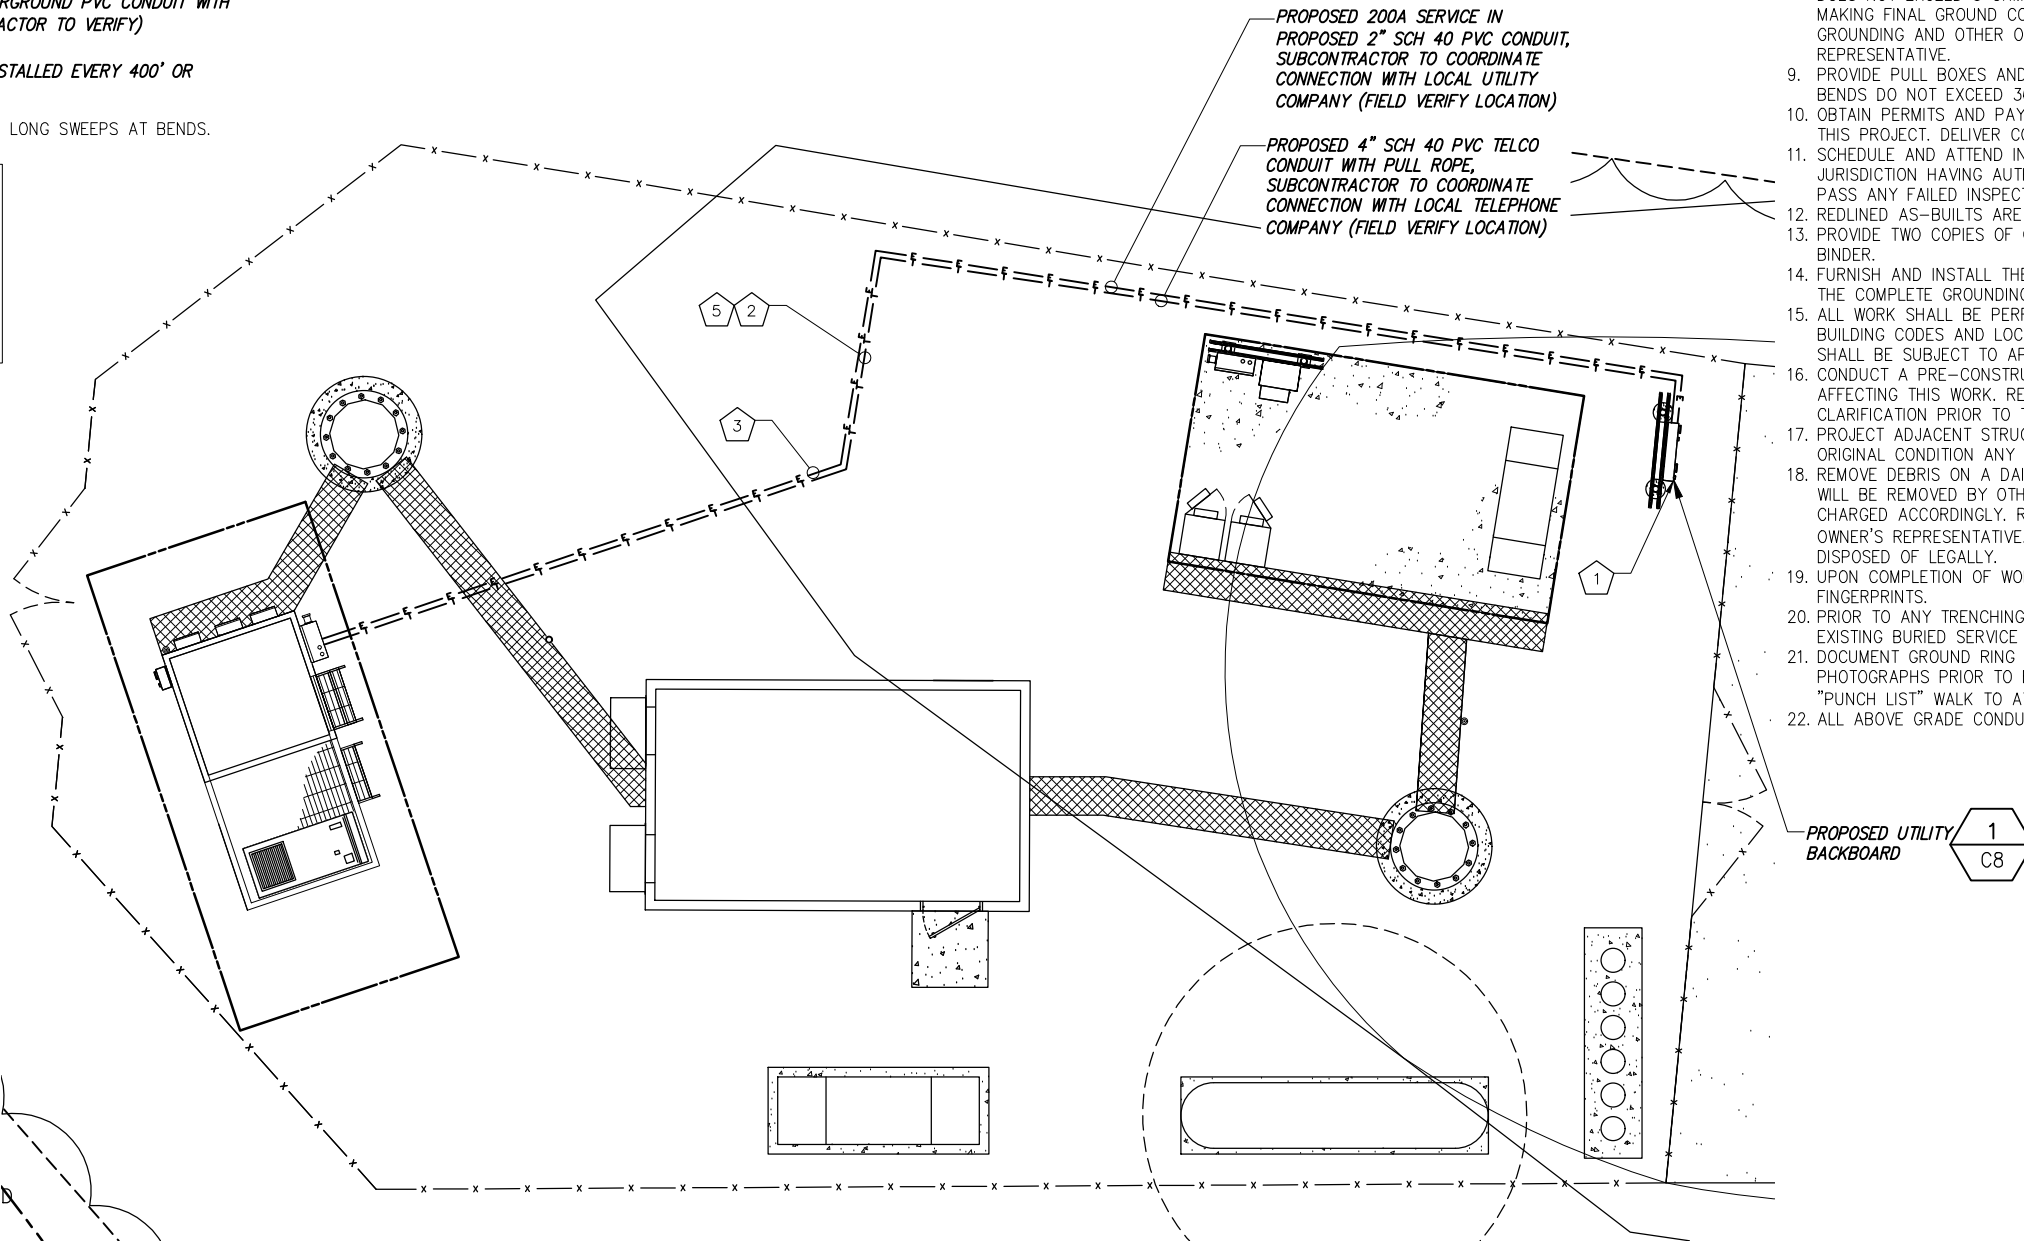 RGROUND PVC CONDUIT WITH
ACTOR TO VERIFY)
STALLED EVERY 400' OR
LONG SWEEPS AT BENDS.
PROPOSED 200A SERVICE IN
PROPOSED 2" SCH 40 PVC CONDUIT,
SUBCONTRACTOR TO COORDINATE
CONNECTION WITH LOCAL UTILITY
COMPANY (FIELD VERIFY LOCATION)
PROPOSED 4" SCH 40 PVC TELCO
CONDUIT WITH PULL ROPE,
SUBCONTRACTOR TO COORDINATE
CONNECTION WITH LOCAL TELEPHONE
COMPANY (FIELD VERIFY LOCATION)
5 2
3
1
PROPOSED UTILITY
BACKBOARD
1
C8
MAKING FINAL GROUND CO
GROUNDING AND OTHER O
REPRESENTATIVE.
9. PROVIDE PULL BOXES AND
BENDS DO NOT EXCEED 3
10. OBTAIN PERMITS AND PAY
THIS PROJECT. DELIVER CO
11. SCHEDULE AND ATTEND IN
JURISDICTION HAVING AUT
PASS ANY FAILED INSPECT
12. REDLINED AS-BUILTS ARE
13. PROVIDE TWO COPIES OF
BINDER.
14. FURNISH AND INSTALL THE
THE COMPLETE GROUNDING
15. ALL WORK SHALL BE PERF
BUILDING CODES AND LOC
SHALL BE SUBJECT TO AP
16. CONDUCT A PRE-CONSTRU
AFFECTING THIS WORK. RE
CLARIFICATION PRIOR TO T
17. PROJECT ADJACENT STRUC
ORIGINAL CONDITION ANY
18. REMOVE DEBRIS ON A DAI
WILL BE REMOVED BY OTH
CHARGED ACCORDINGLY. R
OWNER'S REPRESENTATIVE.
DISPOSED OF LEGALLY.
19. UPON COMPLETION OF WO
FINGERPRINTS.
20. PRIOR TO ANY TRENCHING
EXISTING BURIED SERVICE
21. DOCUMENT GROUND RING
PHOTOGRAPHS PRIOR TO
"PUNCH LIST" WALK TO A
22. ALL ABOVE GRADE CONDU
D